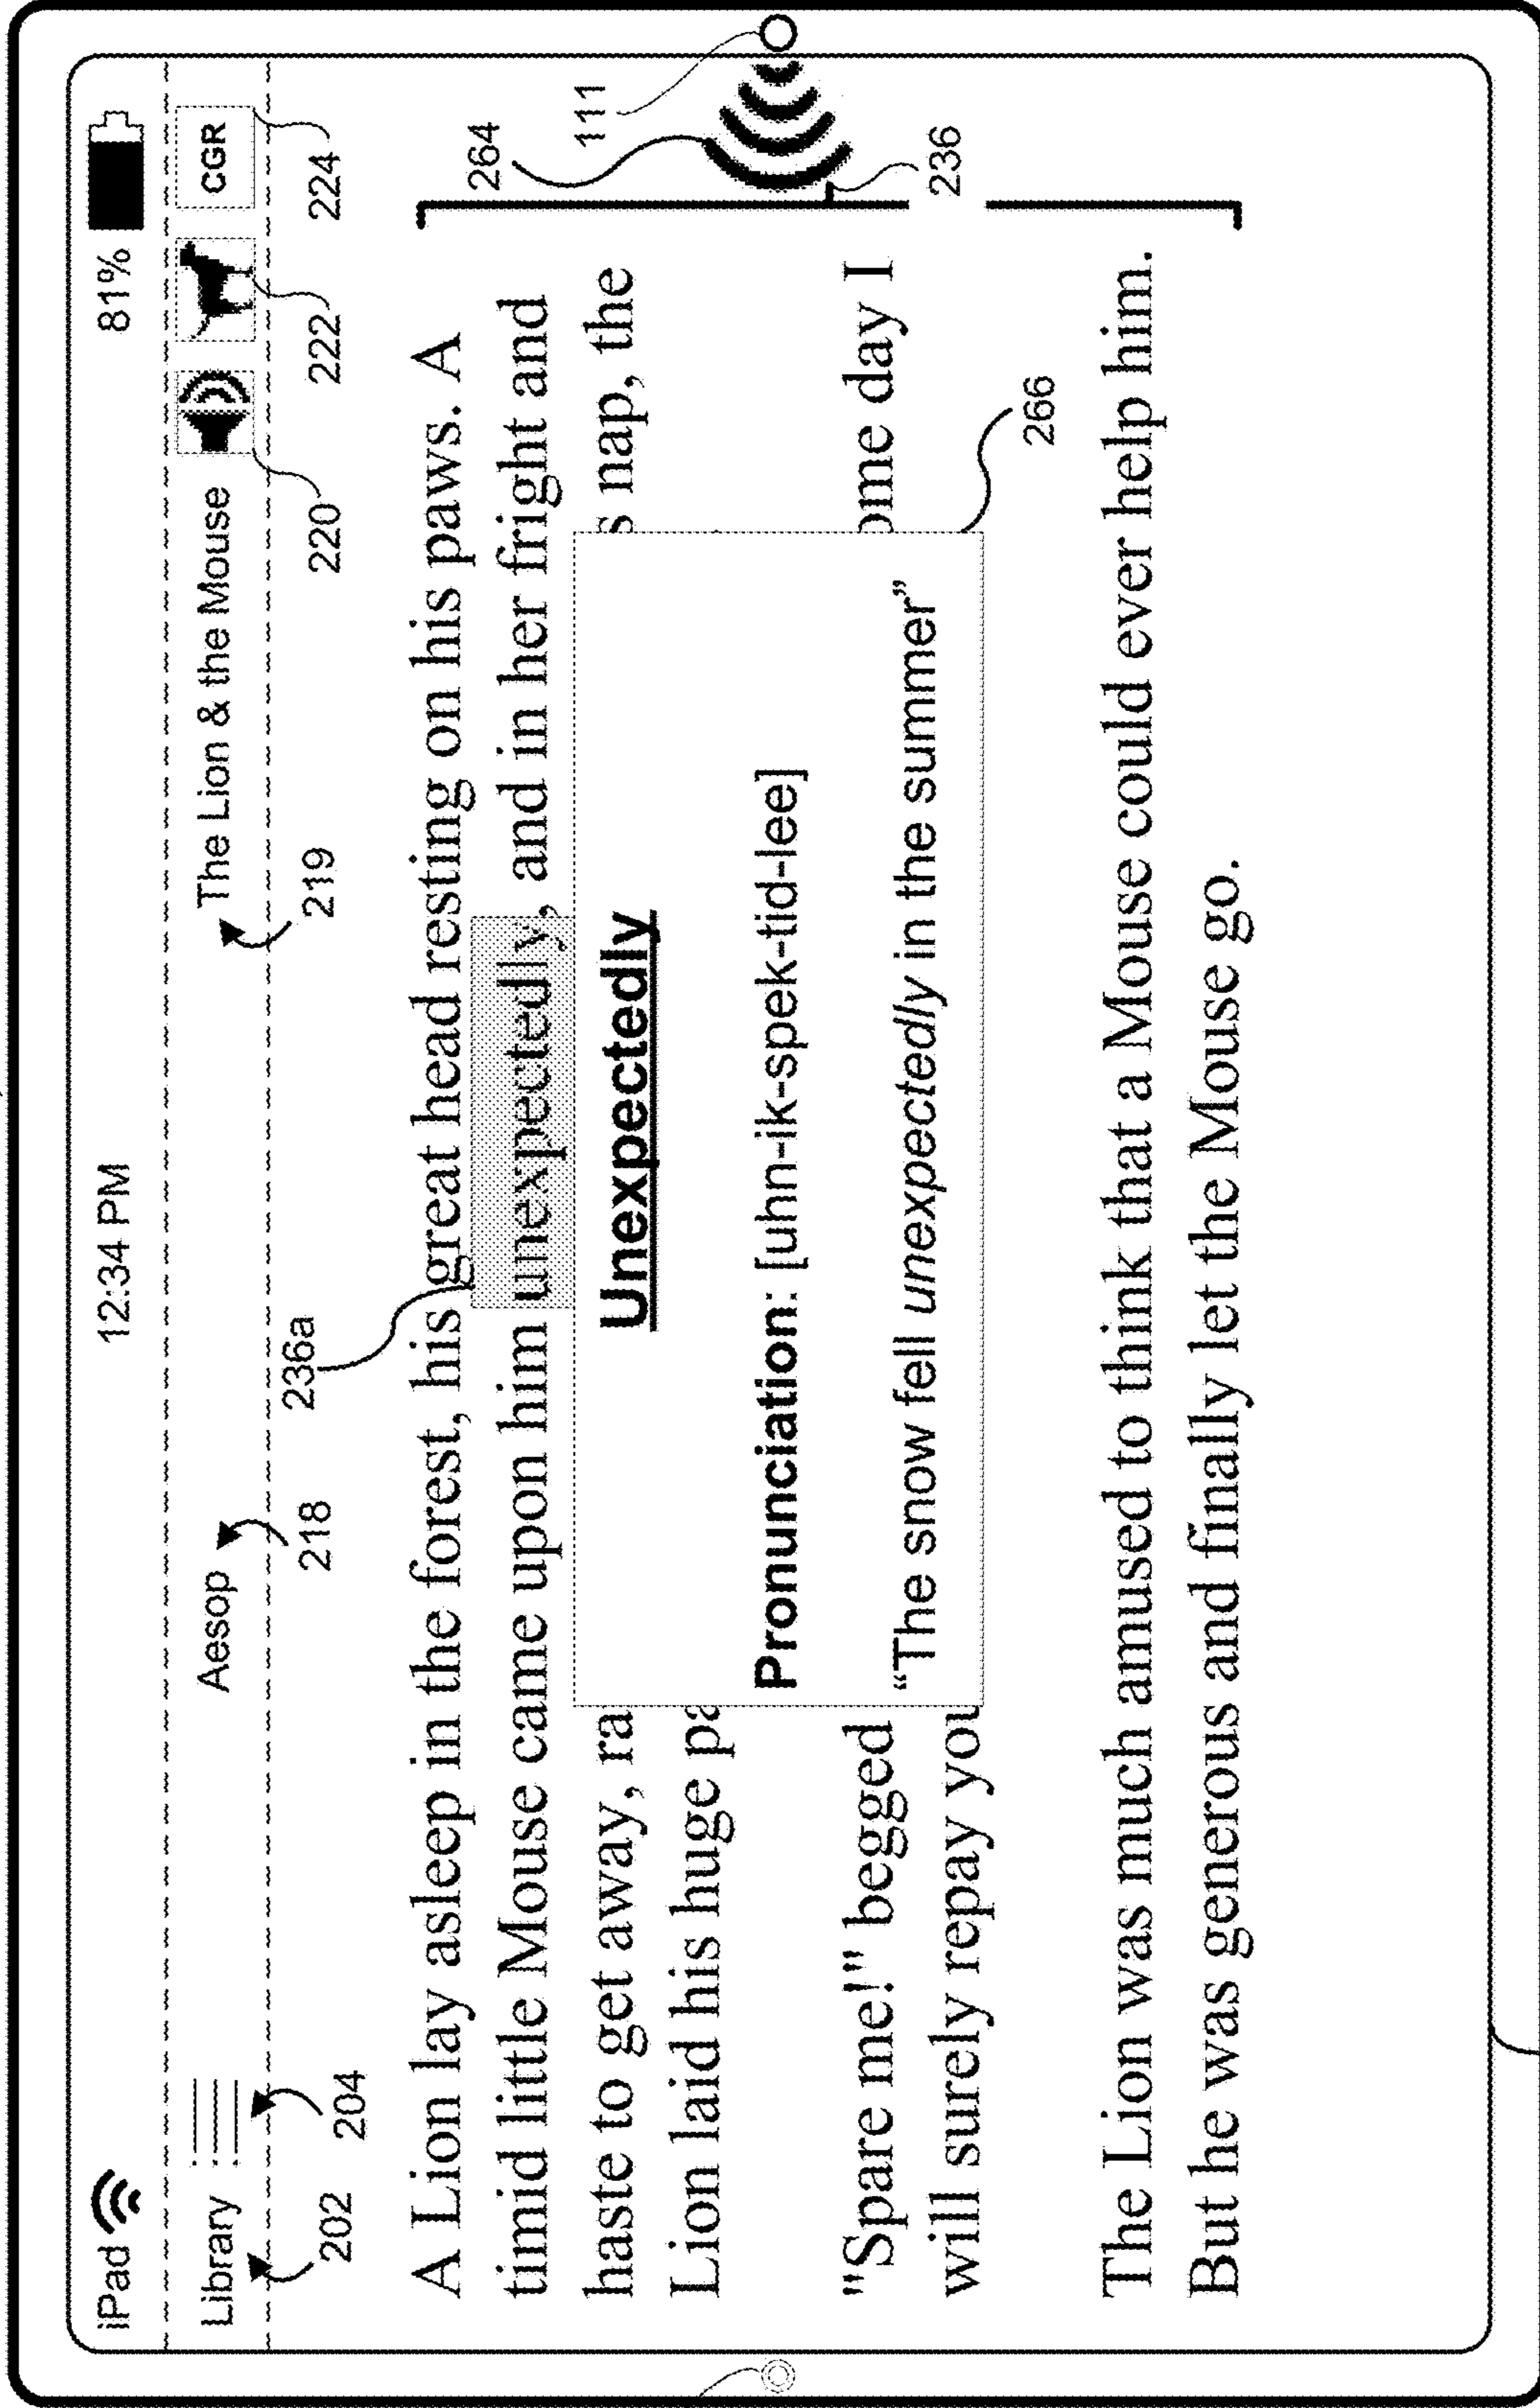 iPad 12:34 PM 81%
Library Aesop The Lion & the Mouse CGR
202 204 218 219 220 222 224
236a
A Lion lay asleep in the forest, his great head resting on his paws. A
timid little Mouse came upon him unexpectedly, and in her fright and
haste to get away, ra s nap, the
Lion laid his huge pa
"Spare me!" begged ome day I
will surely repay you
The Lion was much amused to think that a Mouse could ever help him.
But he was generous and finally let the Mouse go.
Unexpectedly
Pronunciation: [uhn-ik-spek-tid-lee]
“The snow fell unexpectedly in the summer”
264
111
236
266